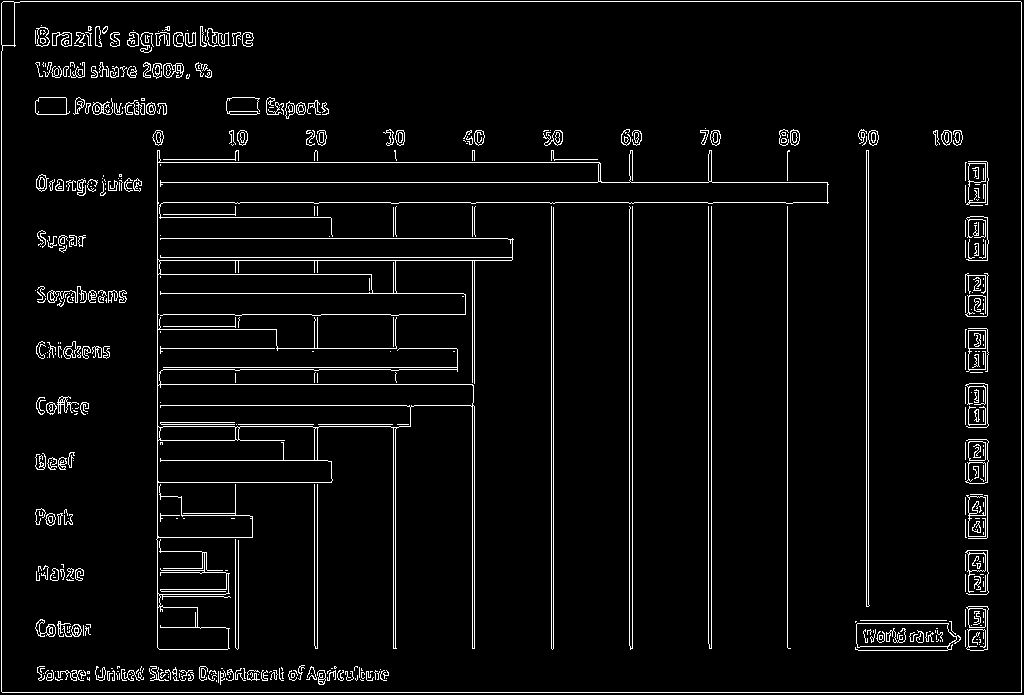 Brazil's agriculture
World share 2009, %
Production Exports
0 10 20 30 40 50 60 70 80 90 100
Orange juice 1
1
Sugar 1
1
Soyabeans 2
2
Chickens 3
1
Coffee 1
1
Beef 2
1
Pork 4
4
Maize 4
2
Cotton 5
World rank 4
Source: United States Department of Agriculture